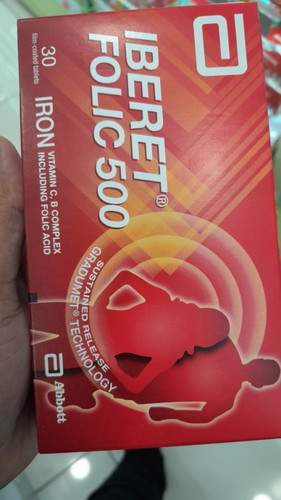 IBERET®
FOLIC 500
30
film-coated tablets
IRON
VITAMIN C, B COMPLEX
INCLUDING FOLIC ACID
SUSTAINED RELEASE
GRADUMET® TECHNOLOGY
Abbott